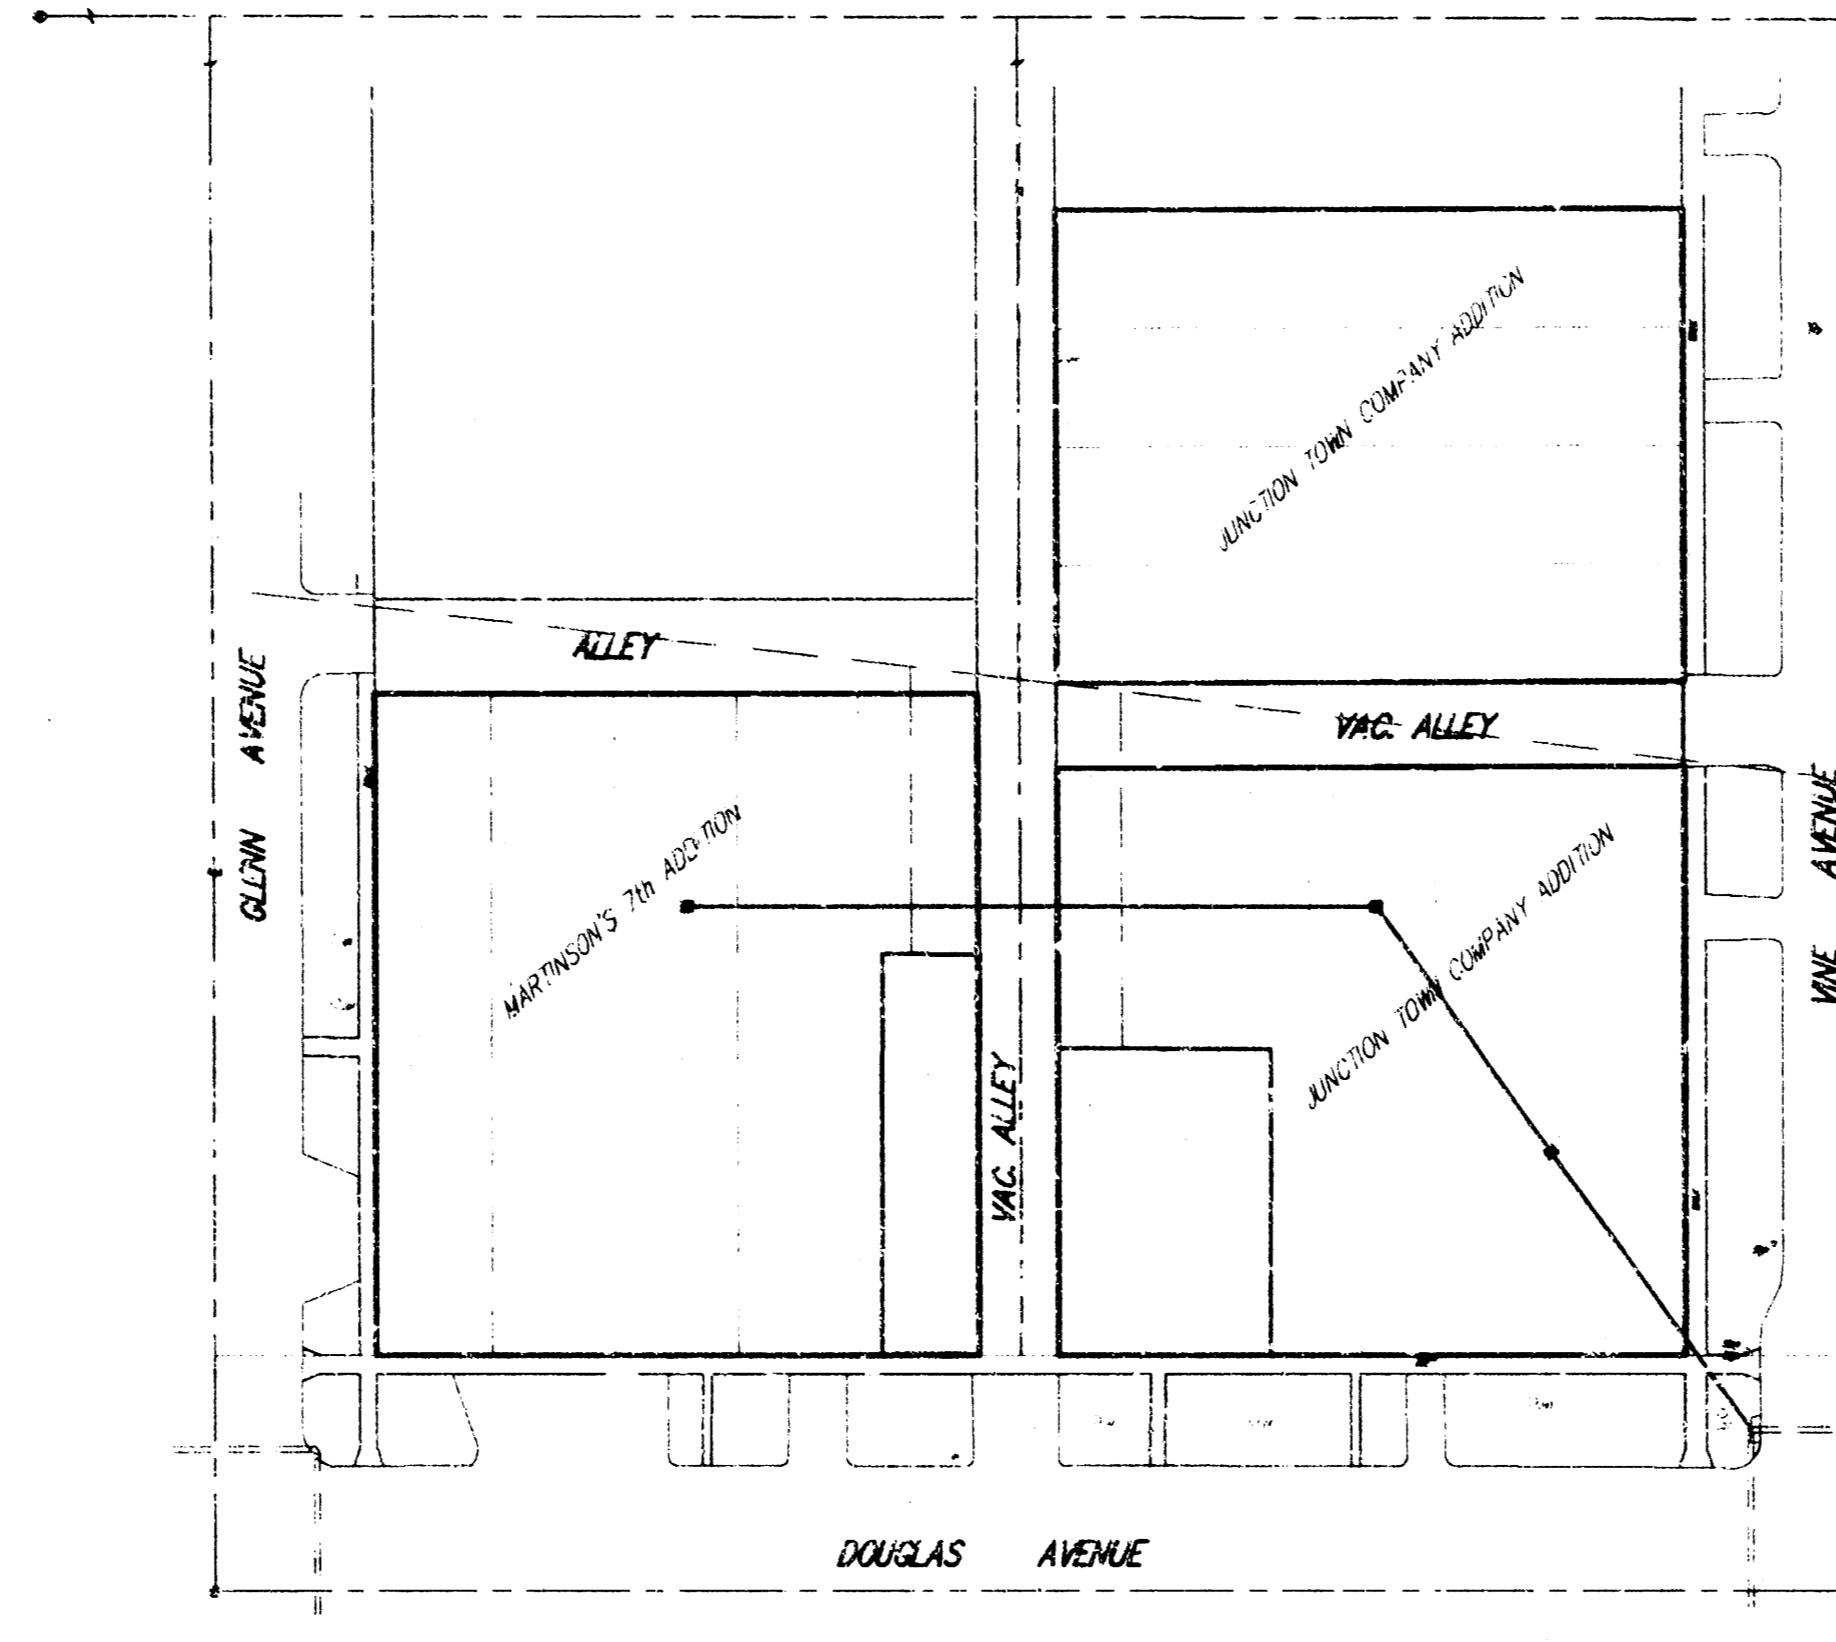 JUNCTION TOWN COMPANY ADDITION
ALLEY
GLENN AVENUE
VAC. ALLEY
MARTINSON'S 7th ADDITION
JUNCTION TOWN COMPANY ADDITION
VINE AVENUE
VAC. ALLEY
DOUGLAS AVENUE